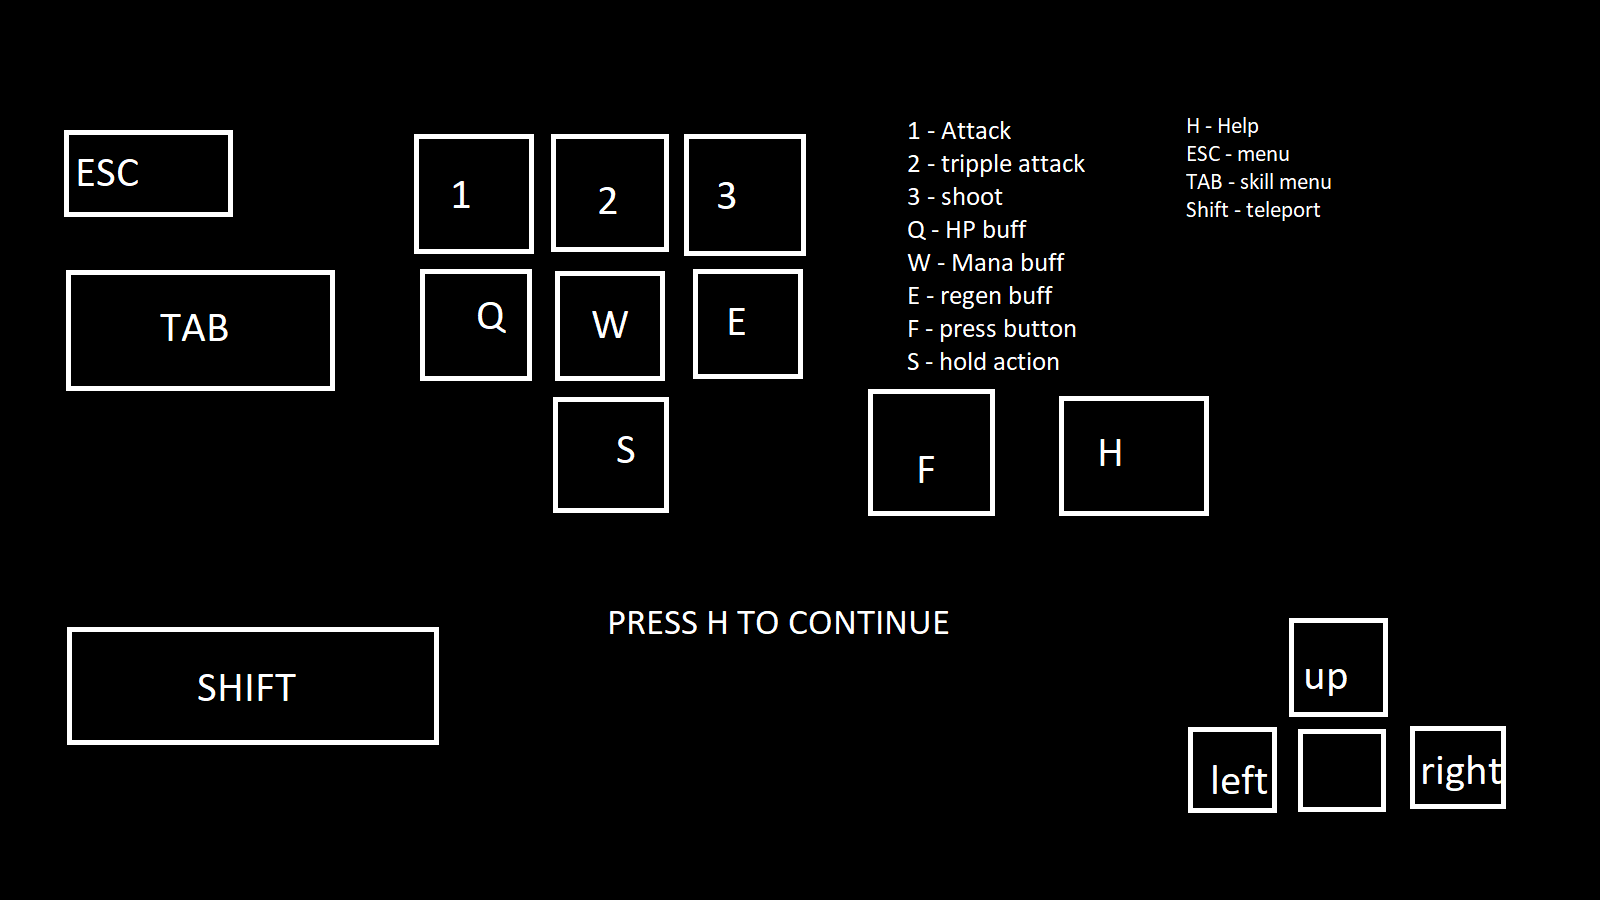 ESC
TAB
1
2
3
Q
W
E
S
1 - Attack
2 - tripple attack
3 - shoot
Q - HP buff
W - Mana buff
E - regen buff
F - press button
S - hold action
H - Help
ESC - menu
TAB - skill menu
Shift - teleport
F
H
PRESS H TO CONTINUE
SHIFT
up
left
right